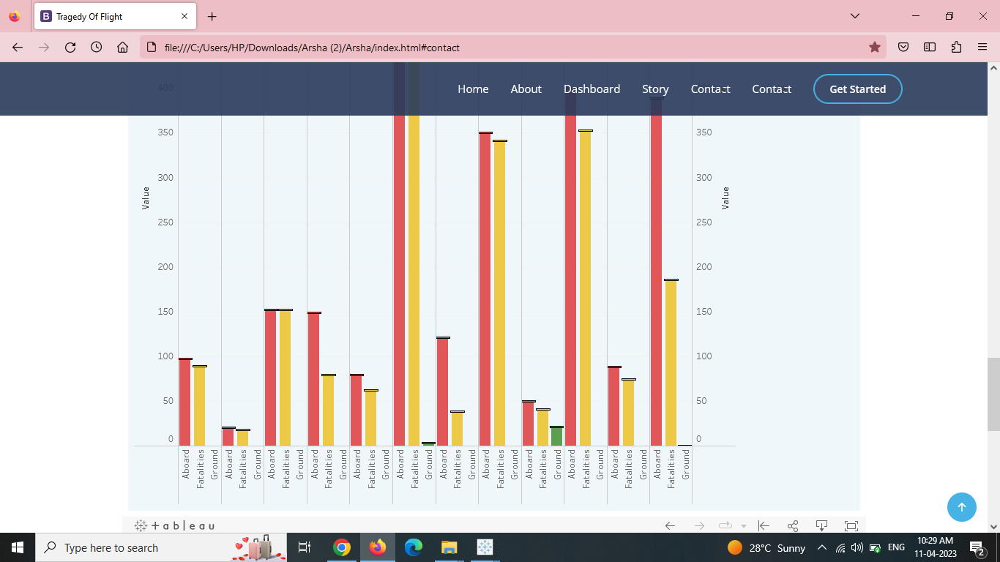 Tragedy Of Flight
file:///C:/Users/HP/Downloads/Arsha (2)/Arsha/index.html#contact
Home About Dashboard Story Contact Contact Get Started
400
350 350
300 300
Value Value
250 250
200 200
150 150
100 100
50 50
0 0
Aboard Fatalities Ground Aboard Fatalities Ground Aboard Fatalities Ground Aboard Fatalities Ground Aboard Fatalities Ground Aboard Fatalities Ground Aboard Fatalities Ground Aboard Fatalities Ground Aboard Fatalities Ground Aboard Fatalities Ground Aboard Fatalities Ground Aboard Fatalities Ground
+ableau
Type here to search 28°C Sunny ENG 10:29 AM
11-04-2023 2